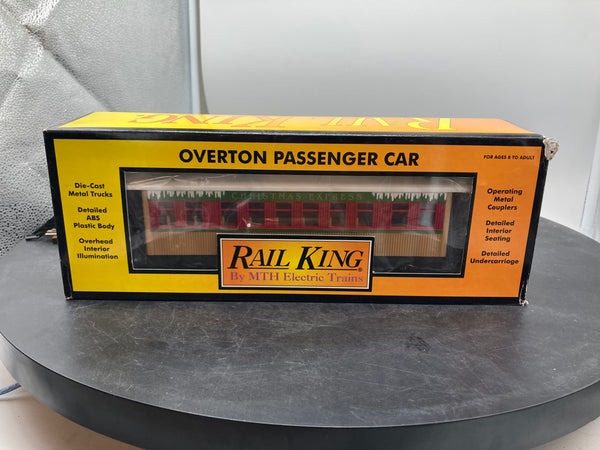 RAIL KING
OVERTON PASSENGER CAR
FOR AGES 8 TO ADULT
Die-Cast
Metal Trucks
Detailed
ABS
Plastic Body
Overhead
Interior
Illumination
CHRISTMAS EXPRESS
Operating
Metal
Couplers
Detailed
Interior
Seating
Detailed
Undercarriage
RAIL KING®
By MTH Electric Trains